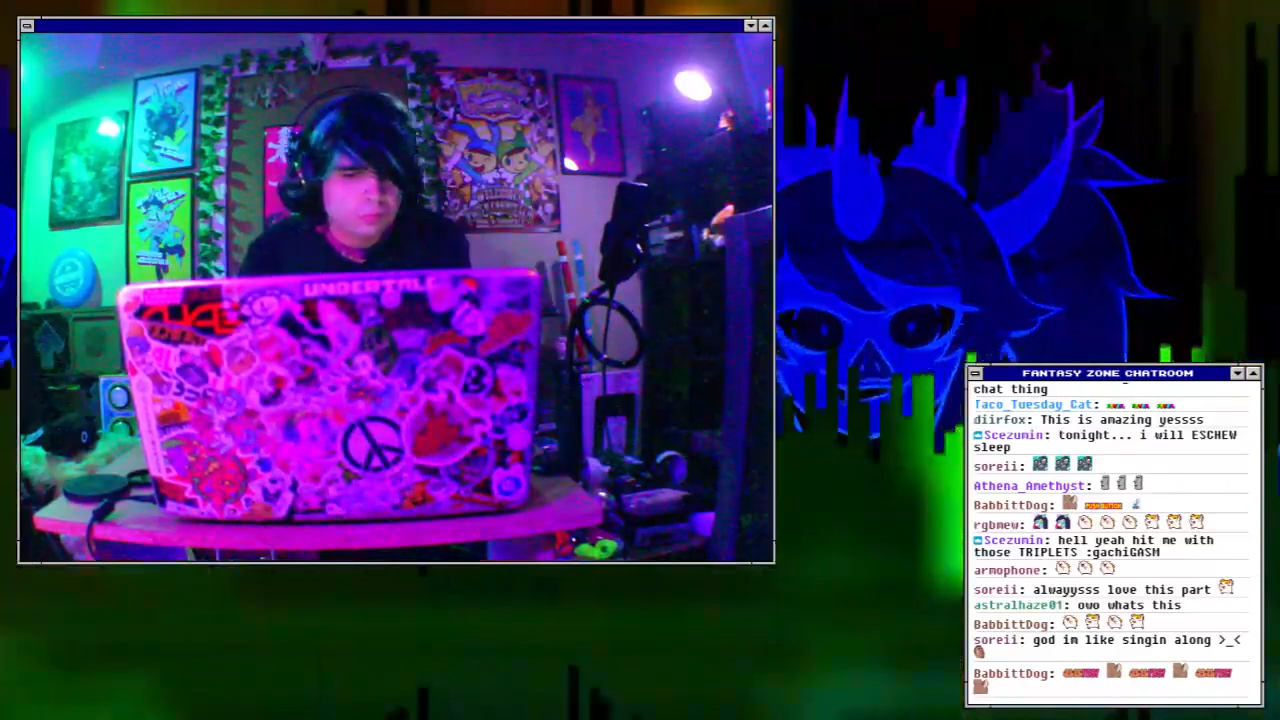 UNDERTALE
FANTASY ZONE CHATROOM
chat thing
Taco_Tuesday_Cat:
diirfox: This is amazing yessss
Scezumin: tonight... i will ESCHEW
sleep
soreii:
Athena_Amethyst:
BabbittDog:
rgbmew:
Scezumin: hell yeah hit me with
those TRIPLETS :gachiGASM
armophone:
soreii: alwayysss love this part
astralhaze01: owo whats this
BabbittDog:
soreii: god im like singin along >_<
BabbittDog: